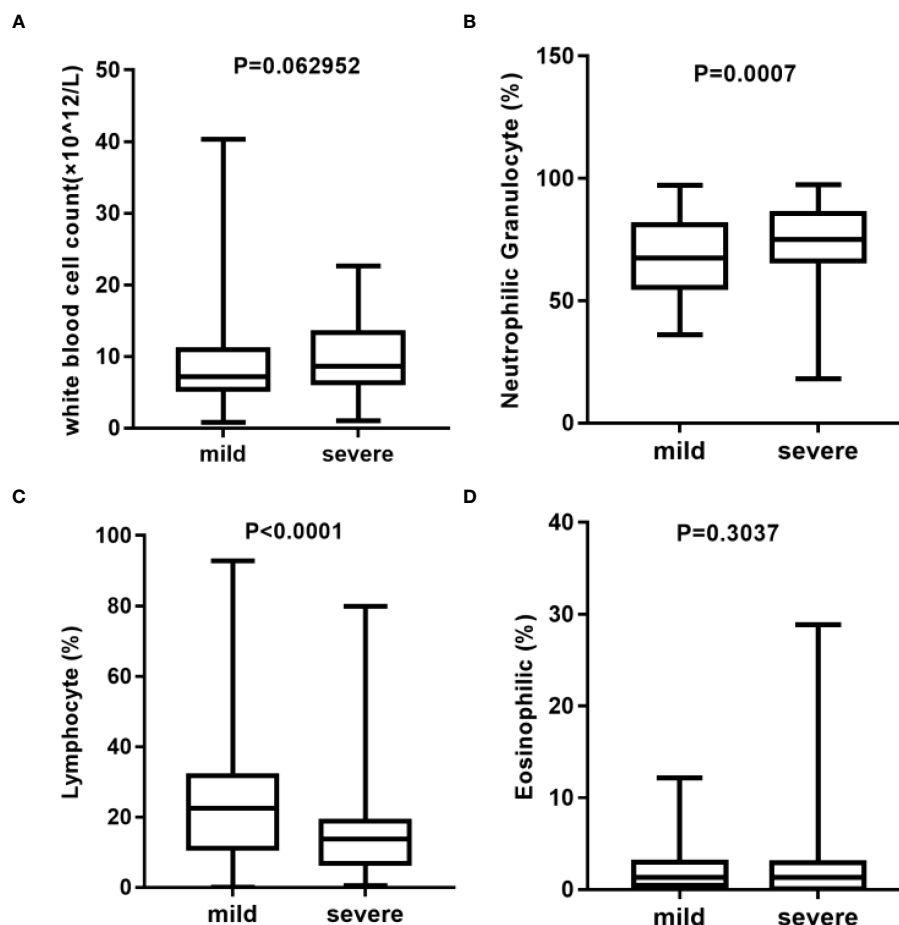 A
P=0.062952
white blood cell count(×10^12/L)
50
40
30
20
10
0
mild severe
B
P=0.0007
Neutrophilic Granulocyte (%)
150
100
50
0
mild severe
C
P<0.0001
Lymphocyte (%)
100
80
60
40
20
0
mild severe
D
P=0.3037
Eosinophilic (%)
40
30
20
10
0
mild severe